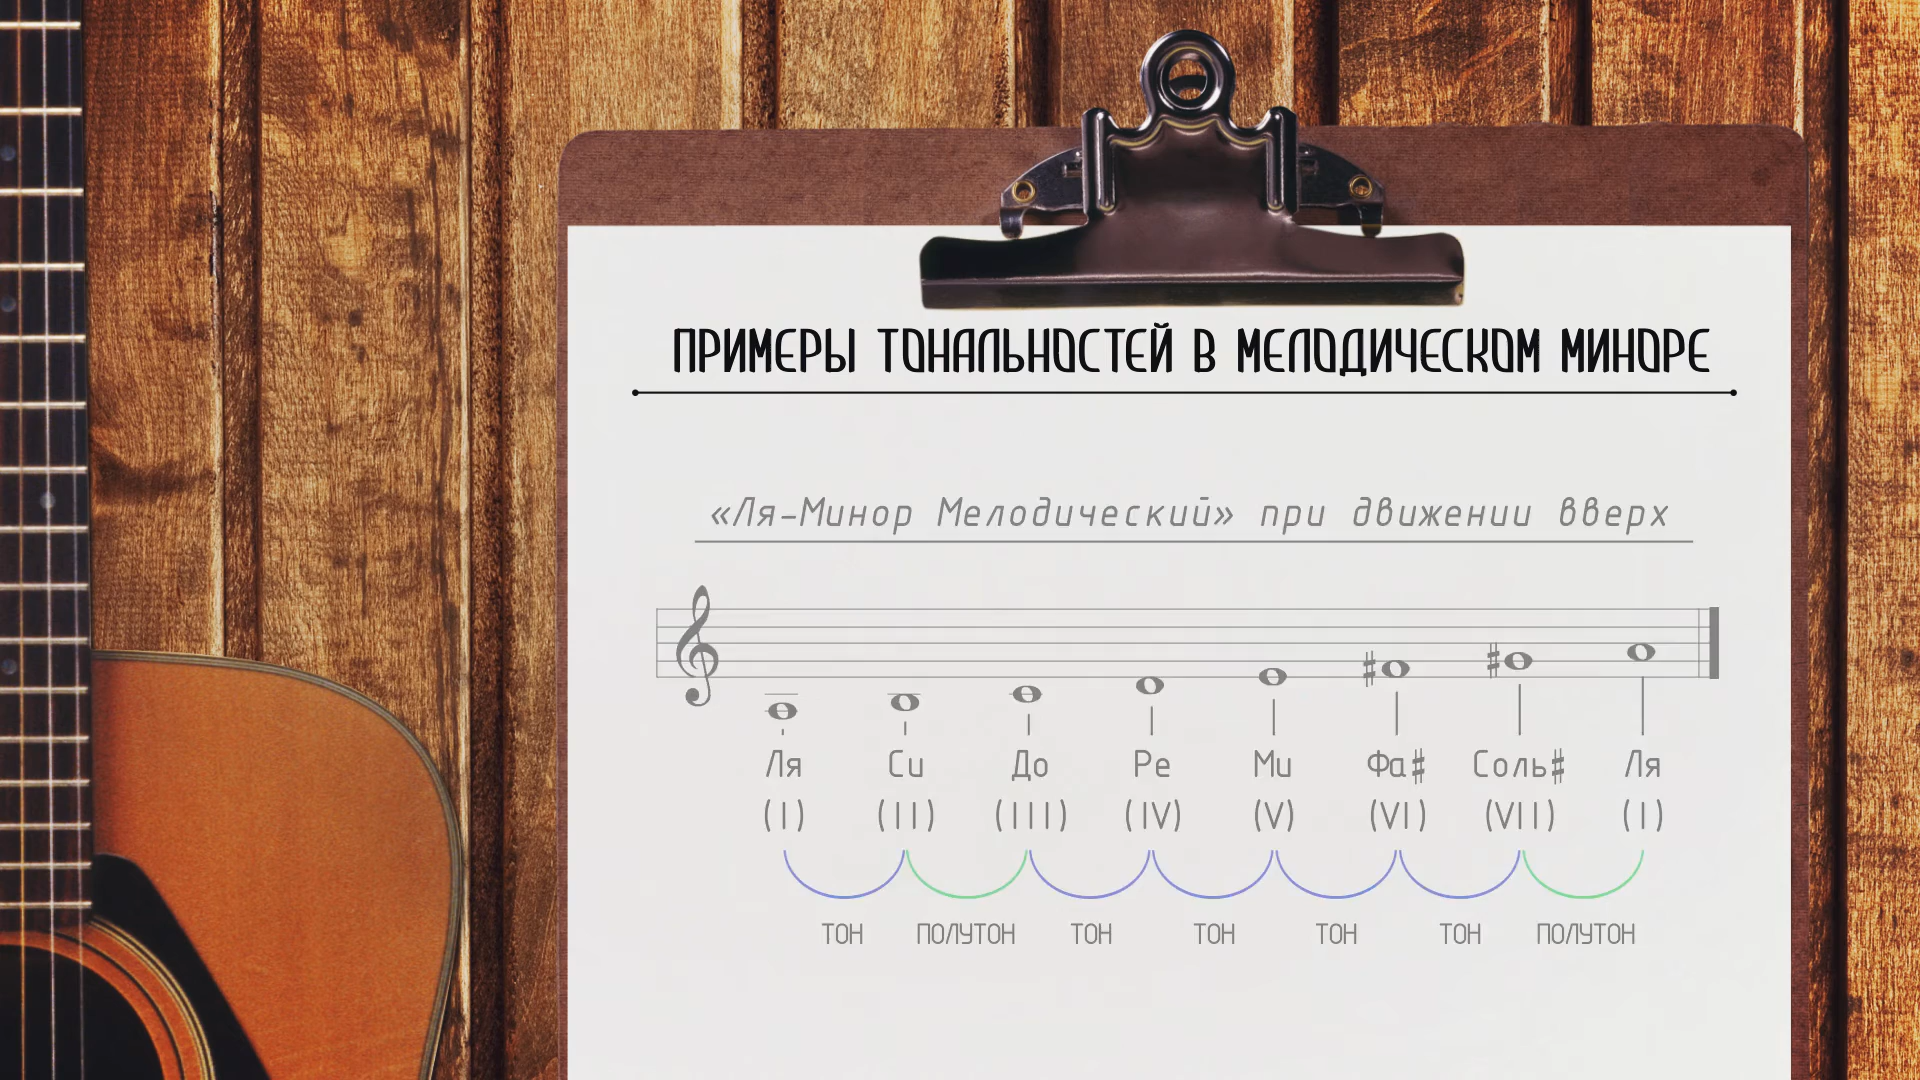 ПРИМЕРЫ ТОНАЛЬНОСТЕЙ В МЕЛОДИЧЕСКОМ МИНОРЕ
«Ля-Минор Мелодический» при движении вверх
Ля Си До Ре Ми Фа♯ Соль♯ Ля
(I) (II) (III) (IV) (V) (VI) (VII) (I)
ТОН ПОЛУТОН ТОН ТОН ТОН ТОН ПОЛУТОН